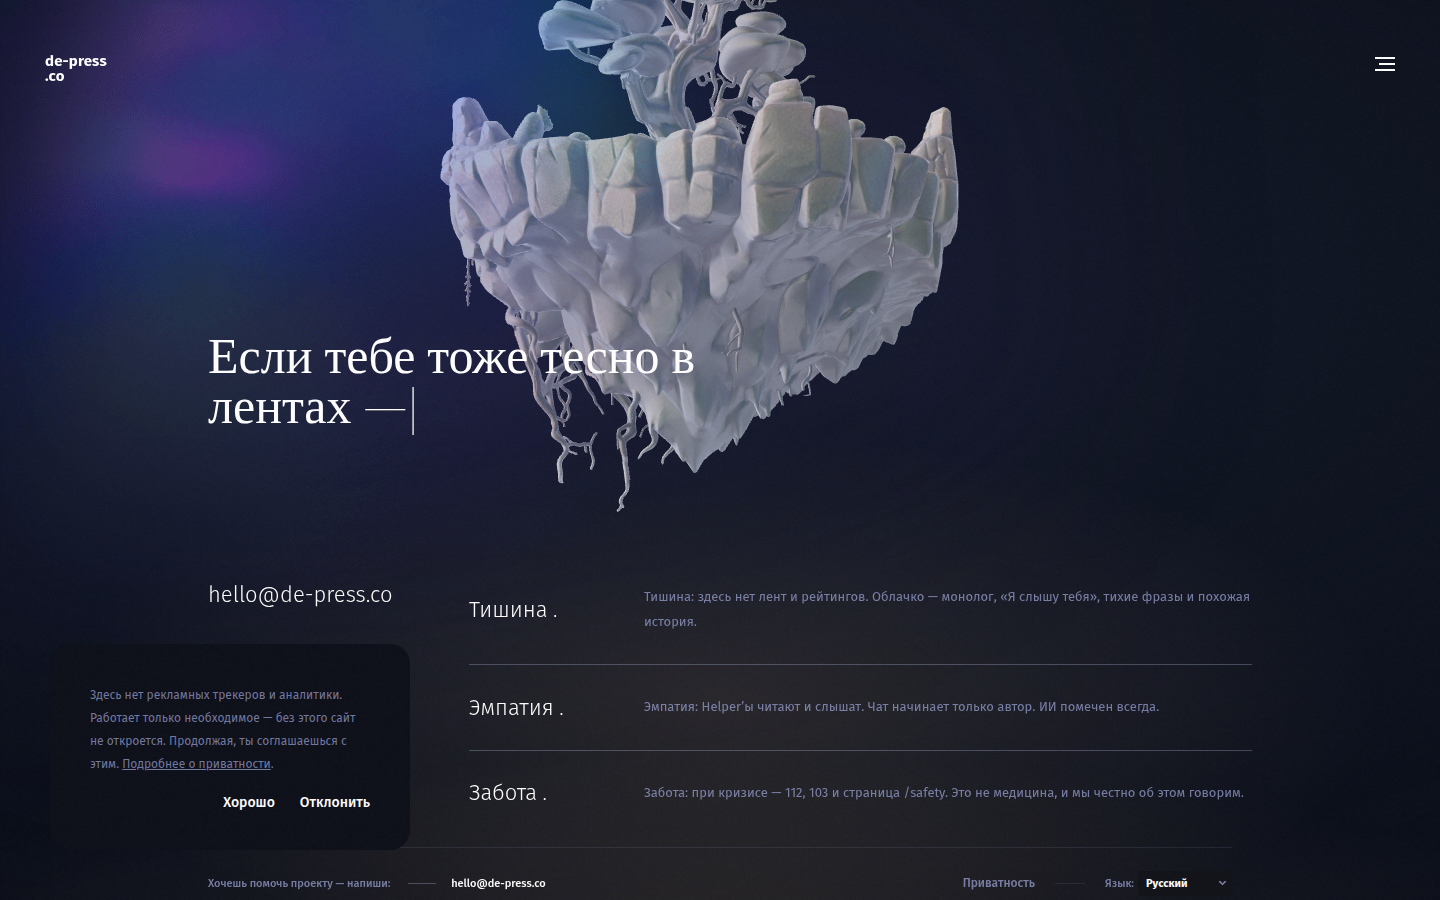 de-press
.co
Если тебе тоже тесно в
лентах —
hello@de-press.co
Тишина .
Тишина: здесь нет лент и рейтингов. Облачко — монолог, «Я слышу тебя», тихие фразы и похожая
история.
Эмпатия .
Эмпатия: Helper'ы читают и слышат. Чат начинает только автор. ИИ помечен всегда.
Забота .
Забота: при кризисе — 112, 103 и страница /safety. Это не медицина, и мы честно об этом говорим.
Здесь нет рекламных трекеров и аналитики.
Работает только необходимое — без этого сайт
не откроется. Продолжая, ты соглашаешься с
этим. Подробнее о приватности.
Хорошо Отклонить
Хочешь помочь проекту — напиши: hello@de-press.co
Приватность Язык: Русский